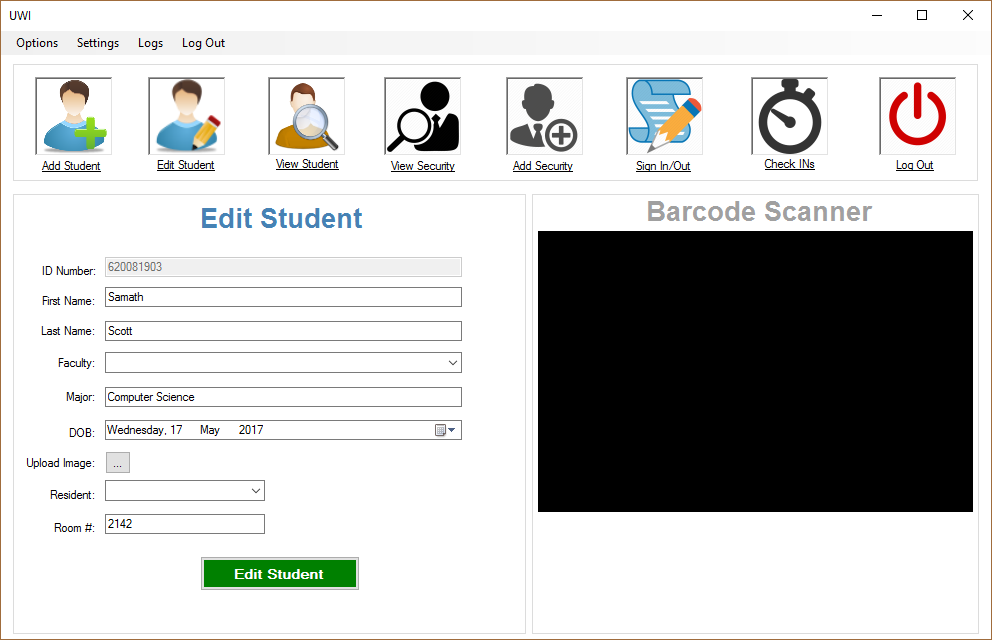 UWI
Options Settings Logs Log Out
Add Student Edit Student View Student View Security Add Security Sign In/Out Check INs Log Out
Edit Student
ID Number: 620081903
First Name: Samath
Last Name: Scott
Faculty:
Major: Computer Science
DOB: Wednesday, 17 May 2017
Upload Image: ...
Resident:
Room #: 2142
Edit Student
Barcode Scanner